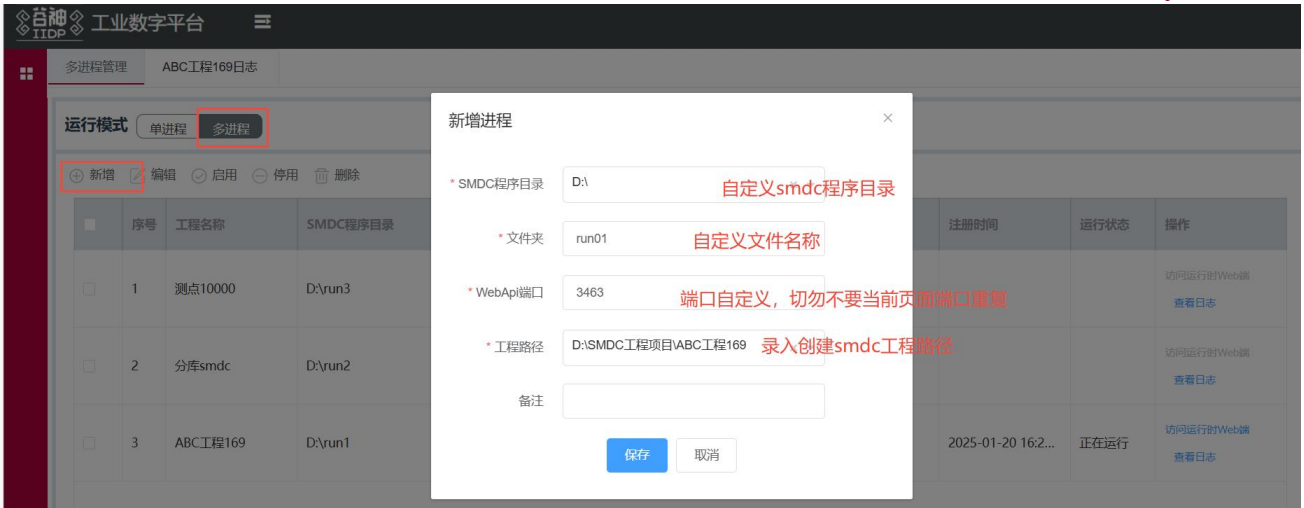 谷神 IIDP 工业数字平台
多进程管理 ABC工程169日志
运行模式 单进程 多进程
新增 编辑 启用 停用 删除
序号 工程名称 SMDC程序目录 注册时间 运行状态 操作
1 测点10000 D:\run3 访问运行时Web端
查看日志
2 分库smdc D:\run2 访问运行时Web端
查看日志
3 ABC工程169 D:\run1 2025-01-20 16:2... 正在运行 访问运行时Web端
查看日志
新增进程
* SMDC程序目录 D:\ 自定义smdc程序目录
* 文件夹 run01 自定义文件名称
* WebApi端口 3463 端口自定义，切勿不要当前页面端口重复
* 工程路径 D:\SMDC工程项目\ABC工程169 录入创建smdc工程路径
备注
保存 取消